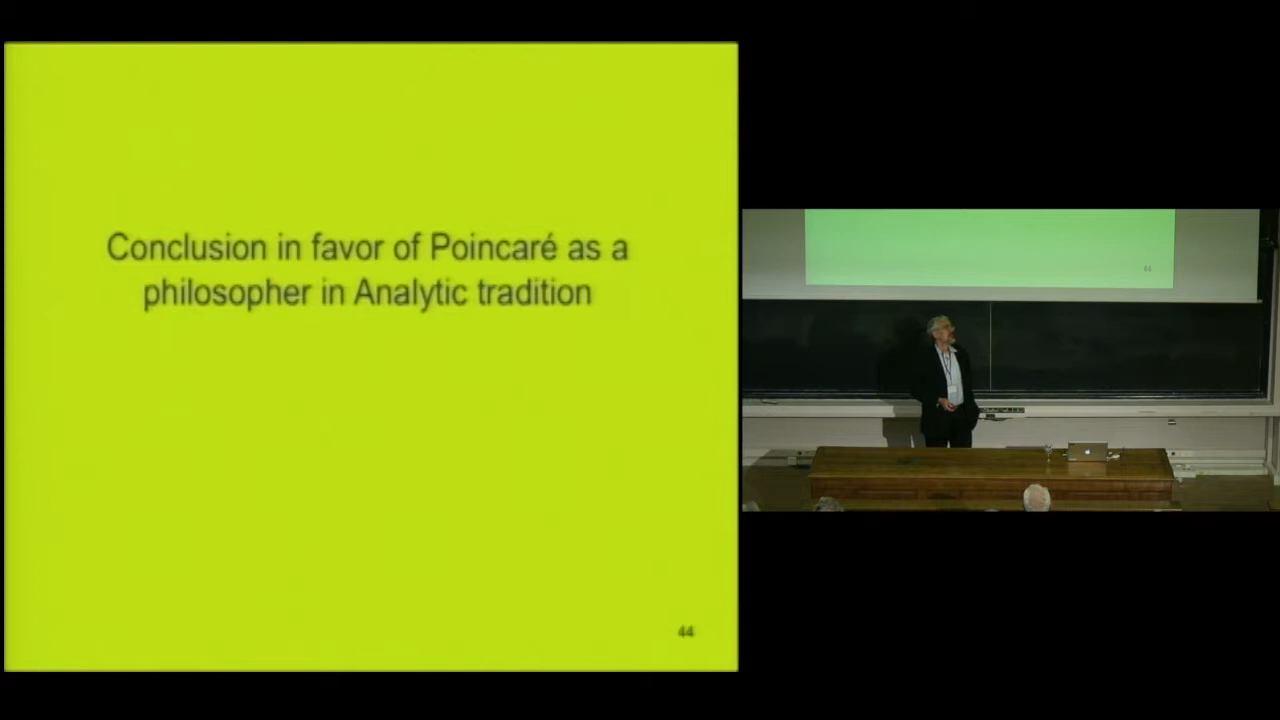 Conclusion in favor of Poincaré as a
philosopher in Analytic tradition
44